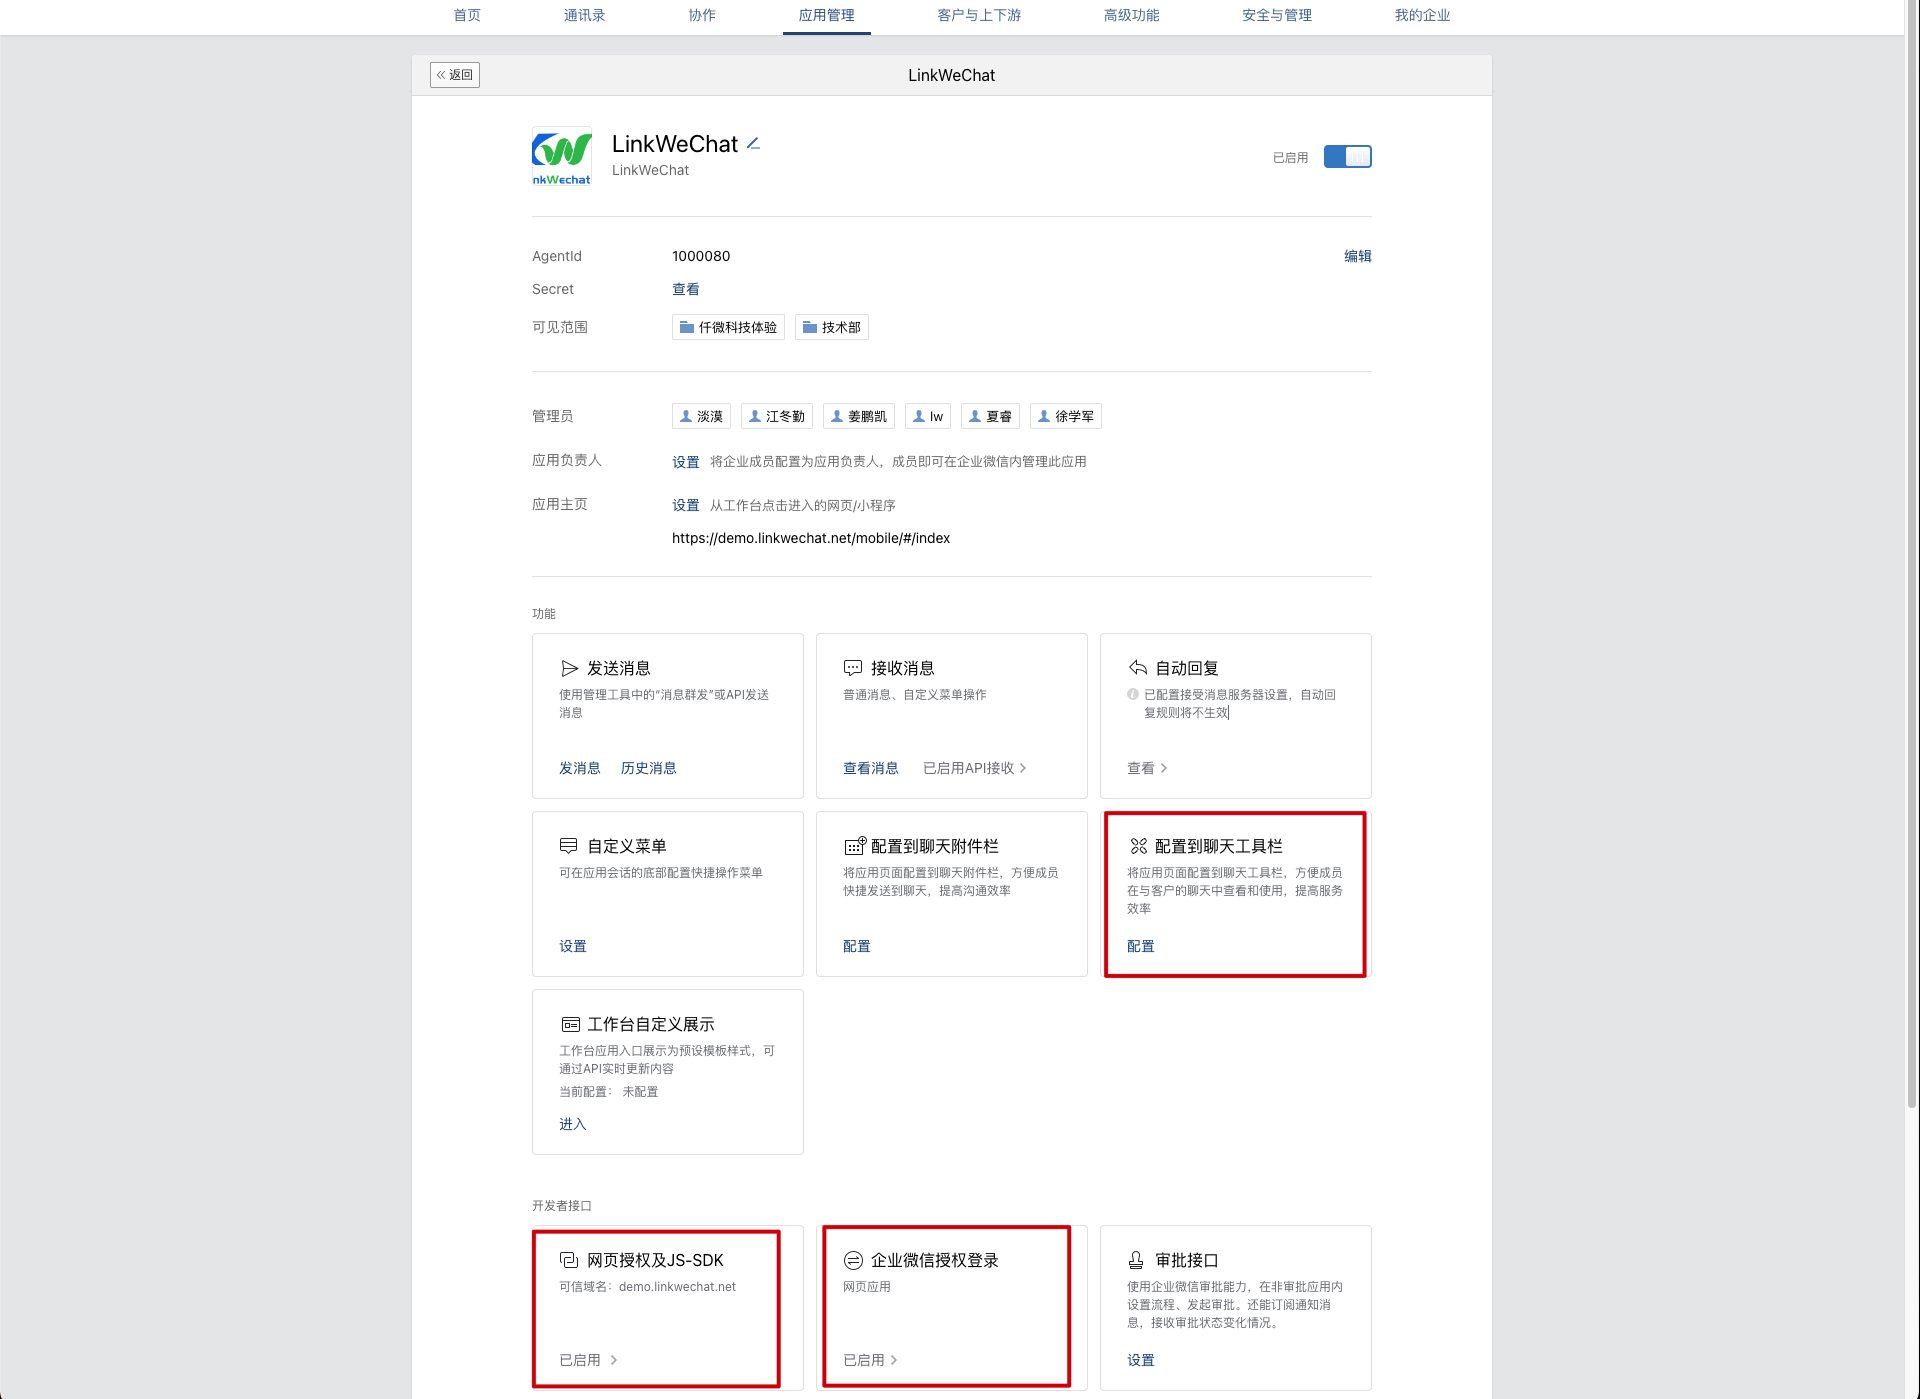 首页 通讯录 协作 应用管理 客户与上下游 高级功能 安全与管理 我的企业
返回 LinkWeChat
nkWechat
LinkWeChat
LinkWeChat
已启用
AgentId 1000080 编辑
Secret 查看
可见范围 仟微科技体验 技术部
管理员 淡漠 江冬勤 姜鹏凯 lw 夏睿 徐学军
应用负责人 设置 将企业成员配置为应用负责人，成员即可在企业微信内管理此应用
应用主页 设置 从工作台点击进入的网页/小程序
https://demo.linkwechat.net/mobile/#/index
功能
发送消息
使用管理工具中的“消息群发”或API发送
消息
发消息 历史消息
接收消息
普通消息、自定义菜单操作
查看消息 已启用API接收
自动回复
已配置接受消息服务器设置，自动回
复规则将不生效
查看
自定义菜单
可在应用会话的底部配置快捷操作菜单
设置
配置到聊天附件栏
将应用页面配置到聊天附件栏，方便成员
快捷发送到聊天，提高沟通效率
配置
配置到聊天工具栏
将应用页面配置到聊天工具栏，方便成员
在与客户的聊天中查看和使用，提高服务
效率
配置
工作台自定义展示
工作台应用入口展示为预设模板样式，可
通过API实时更新内容
当前配置： 未配置
进入
开发者接口
网页授权及JS-SDK
可信域名：demo.linkwechat.net
已启用
企业微信授权登录
网页应用
已启用
审批接口
使用企业微信审批能力，在非审批应用内
设置流程、发起审批。还能订阅通知消
息，接收审批状态变化情况。
设置